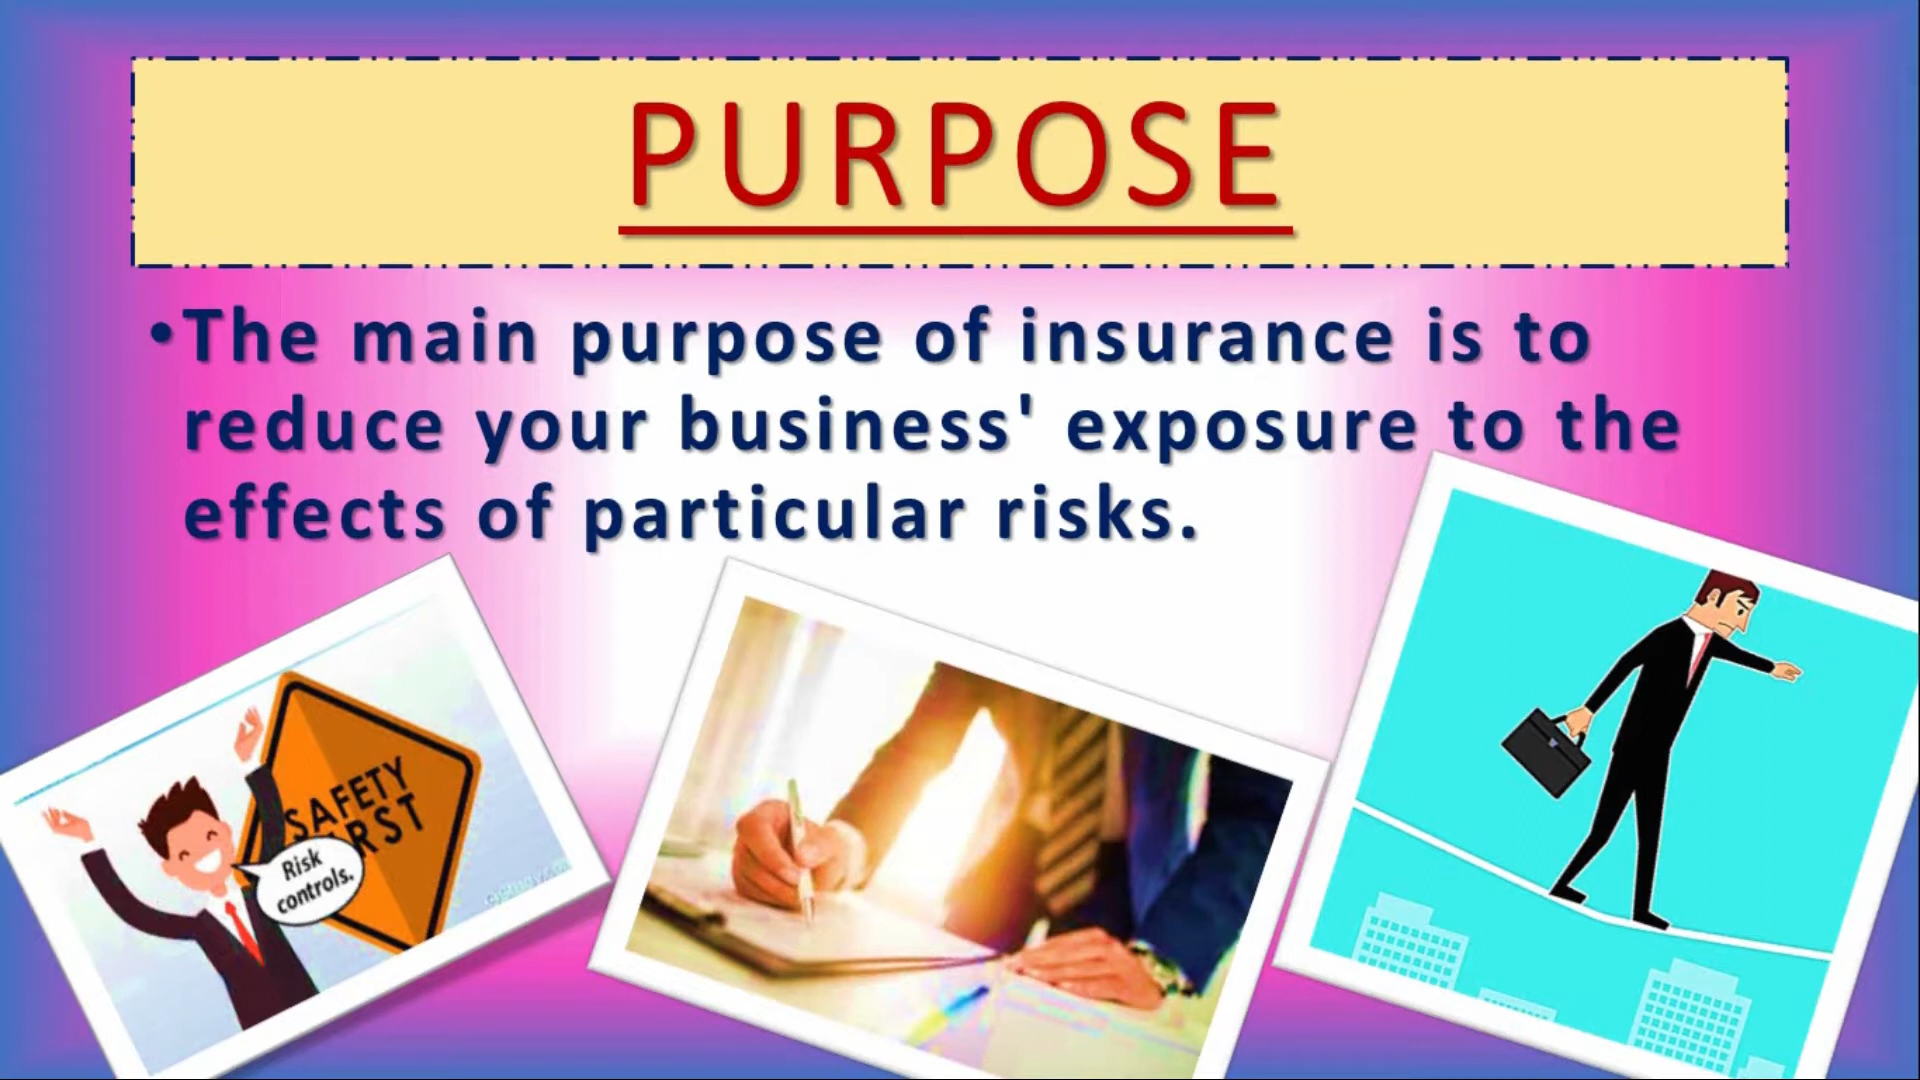 PURPOSE
•The main purpose of insurance is to
reduce your business' exposure to the
effects of particular risks.
SAFETY
RST
Risk
controls.